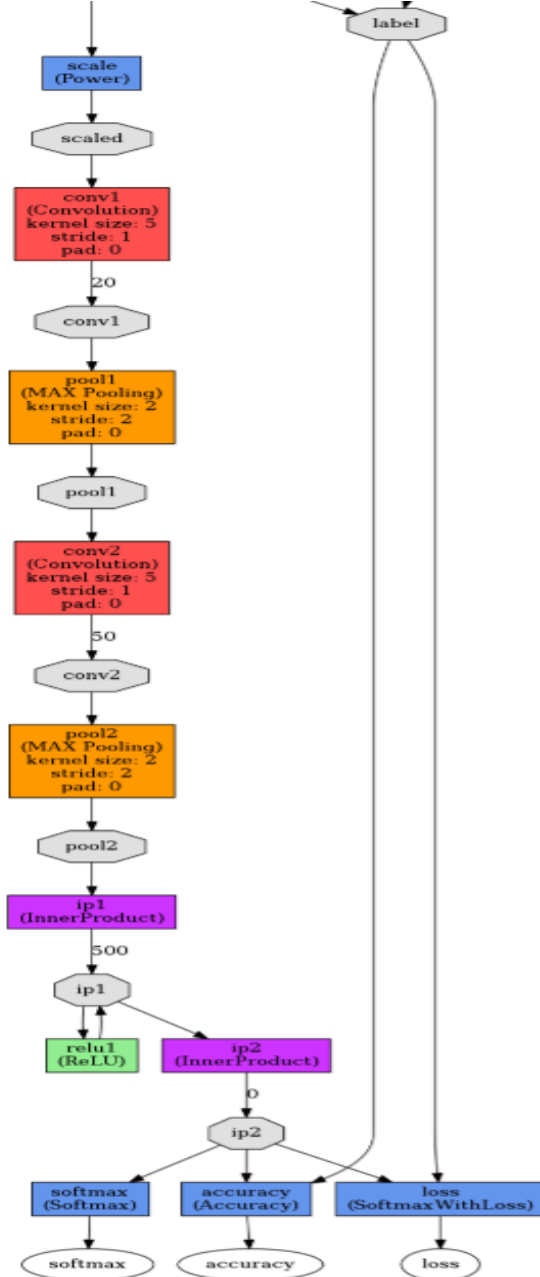 label
scale
(Power)
scaled
conv1
(Convolution)
kernel size: 5
stride: 1
pad: 0
20
conv1
pool1
(MAX Pooling)
kernel size: 2
stride: 2
pad: 0
pool1
conv2
(Convolution)
kernel size: 5
stride: 1
pad: 0
50
conv2
pool2
(MAX Pooling)
kernel size: 2
stride: 2
pad: 0
pool2
ip1
(InnerProduct)
500
ip1
relu1
(ReLU)
ip2
(InnerProduct)
0
ip2
softmax
(Softmax)
accuracy
(Accuracy)
loss
(SoftmaxWithLoss)
softmax
accuracy
loss